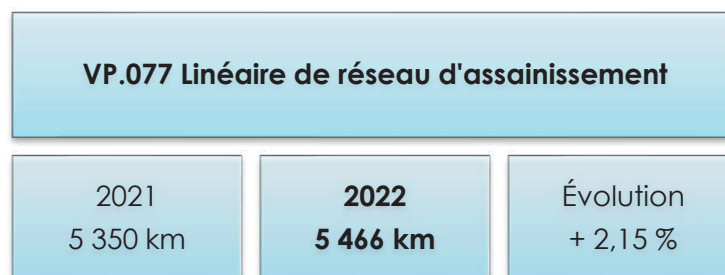 VP.077 Linéaire de réseau d'assainissement
2021
5 350 km
2022
5 466 km
Évolution
+ 2,15 %